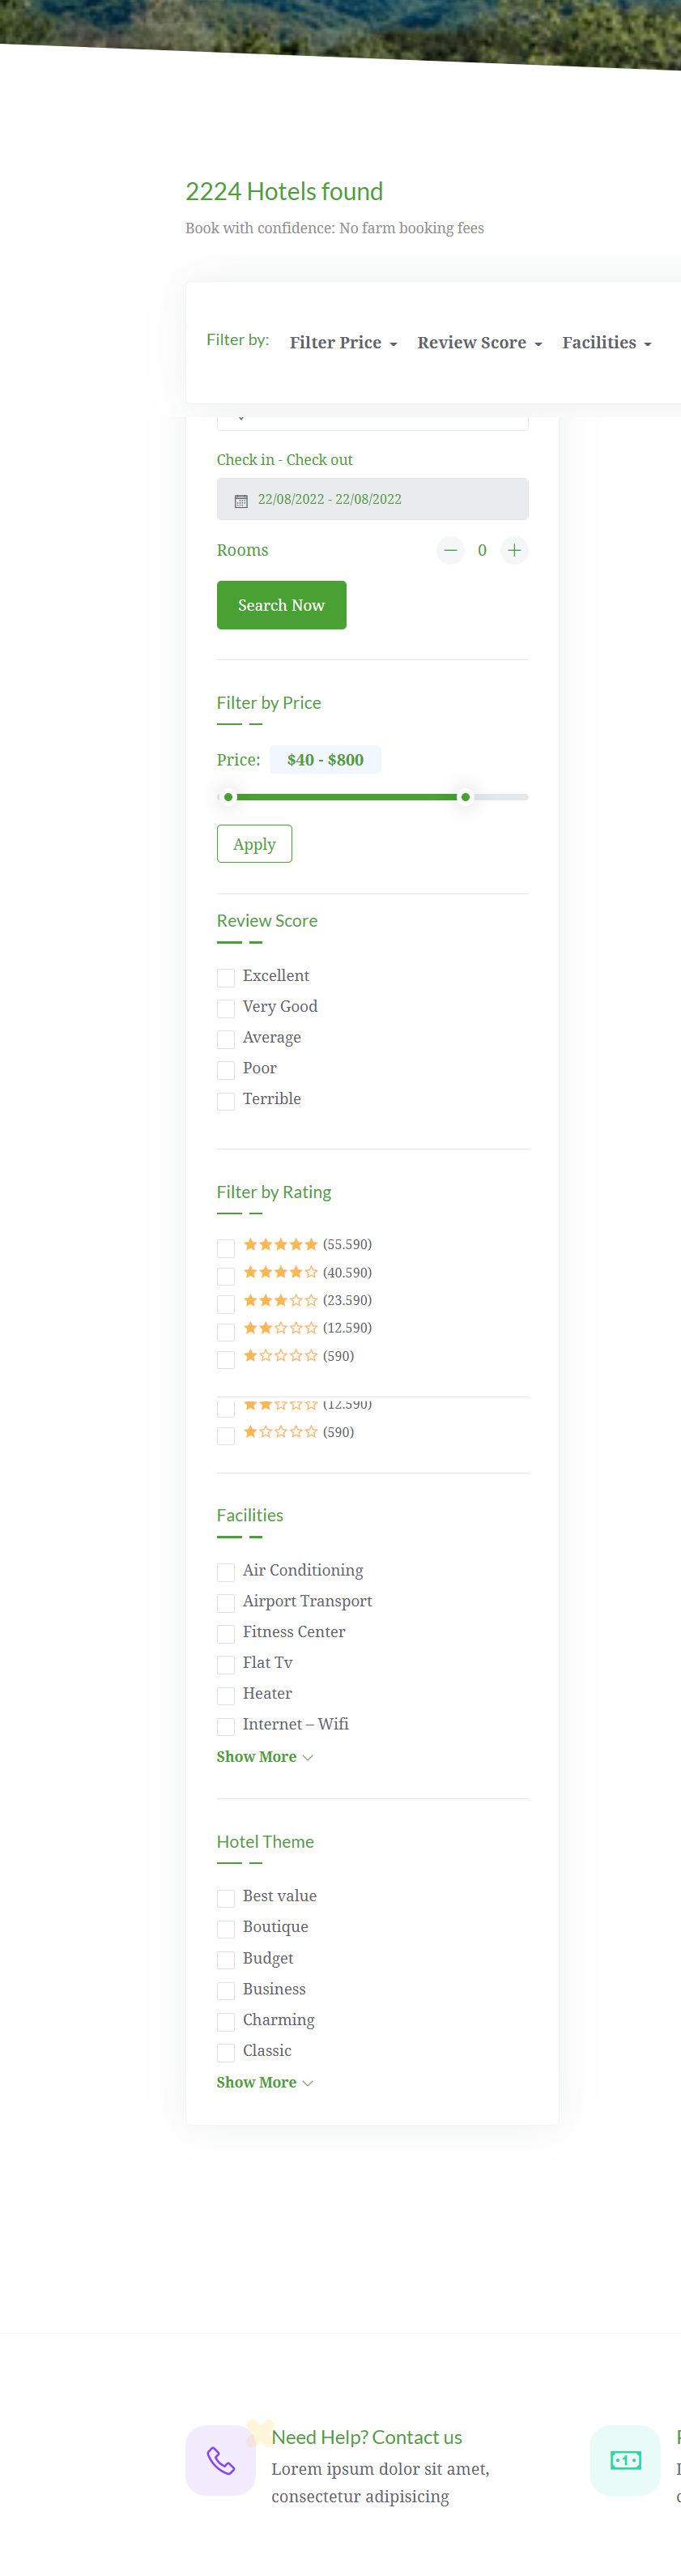 2224 Hotels found
Book with confidence: No farm booking fees
Filter by: Filter Price Review Score Facilities
Check in - Check out
22/08/2022 - 22/08/2022
Rooms 0
Search Now
Filter by Price
Price: $40 - $800
Apply
Review Score
Excellent
Very Good
Average
Poor
Terrible
Filter by Rating
(55.590)
(40.590)
(23.590)
(12.590)
(590)
(12.590)
(590)
Facilities
Air Conditioning
Airport Transport
Fitness Center
Flat Tv
Heater
Internet – Wifi
Show More
Hotel Theme
Best value
Boutique
Budget
Business
Charming
Classic
Show More
Need Help? Contact us
Lorem ipsum dolor sit amet,
consectetur adipisicing